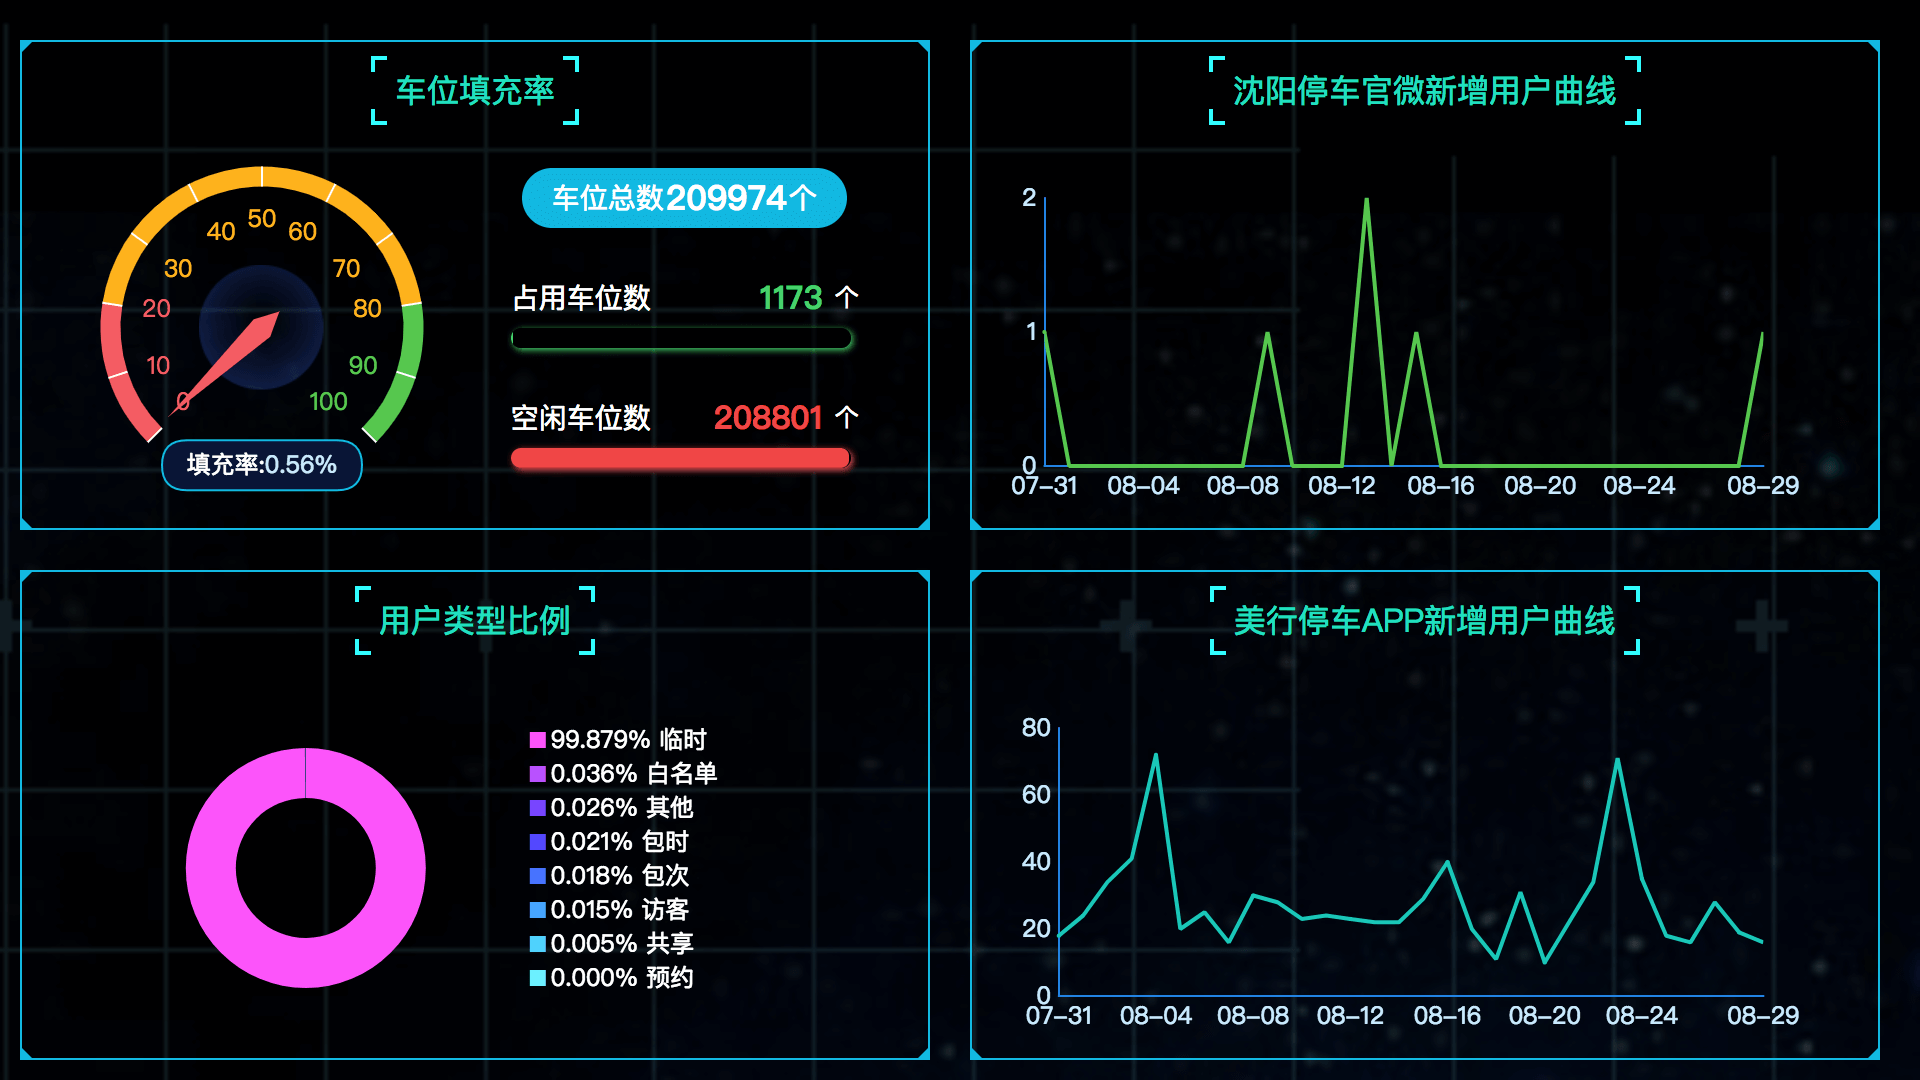 车位填充率
50
40
60
30
70
20
80
10
90
0
100
填充率:0.56%
车位总数209974个
占用车位数 1173 个
空闲车位数 208801 个
沈阳停车官微新增用户曲线
2
1
0
07-31 08-04 08-08 08-12 08-16 08-20 08-24 08-29
用户类型比例
99.879% 临时
0.036% 白名单
0.026% 其他
0.021% 包时
0.018% 包次
0.015% 访客
0.005% 共享
0.000% 预约
美行停车APP新增用户曲线
80
60
40
20
0
07-31 08-04 08-08 08-12 08-16 08-20 08-24 08-29